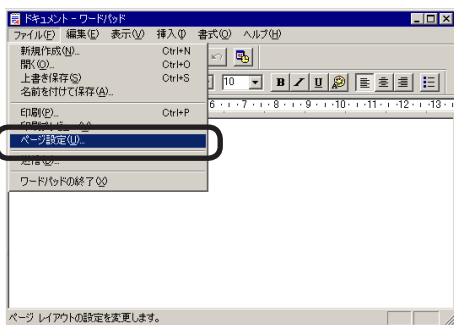 ドキュメント - ワードパッド
ファイル(F) 編集(E) 表示(V) 挿入(I) 書式(O) ヘルプ(H)
新規作成(N)... Ctrl+N
開く(O)... Ctrl+O
上書き保存(S) Ctrl+S
名前を付けて保存(A)...
10 B I U
6 7 8 9 10 11 12 13
印刷(P)... Ctrl+P
ページ設定(U)...
ワードパッドの終了(X)
ページ レイアウトの設定を変更します。